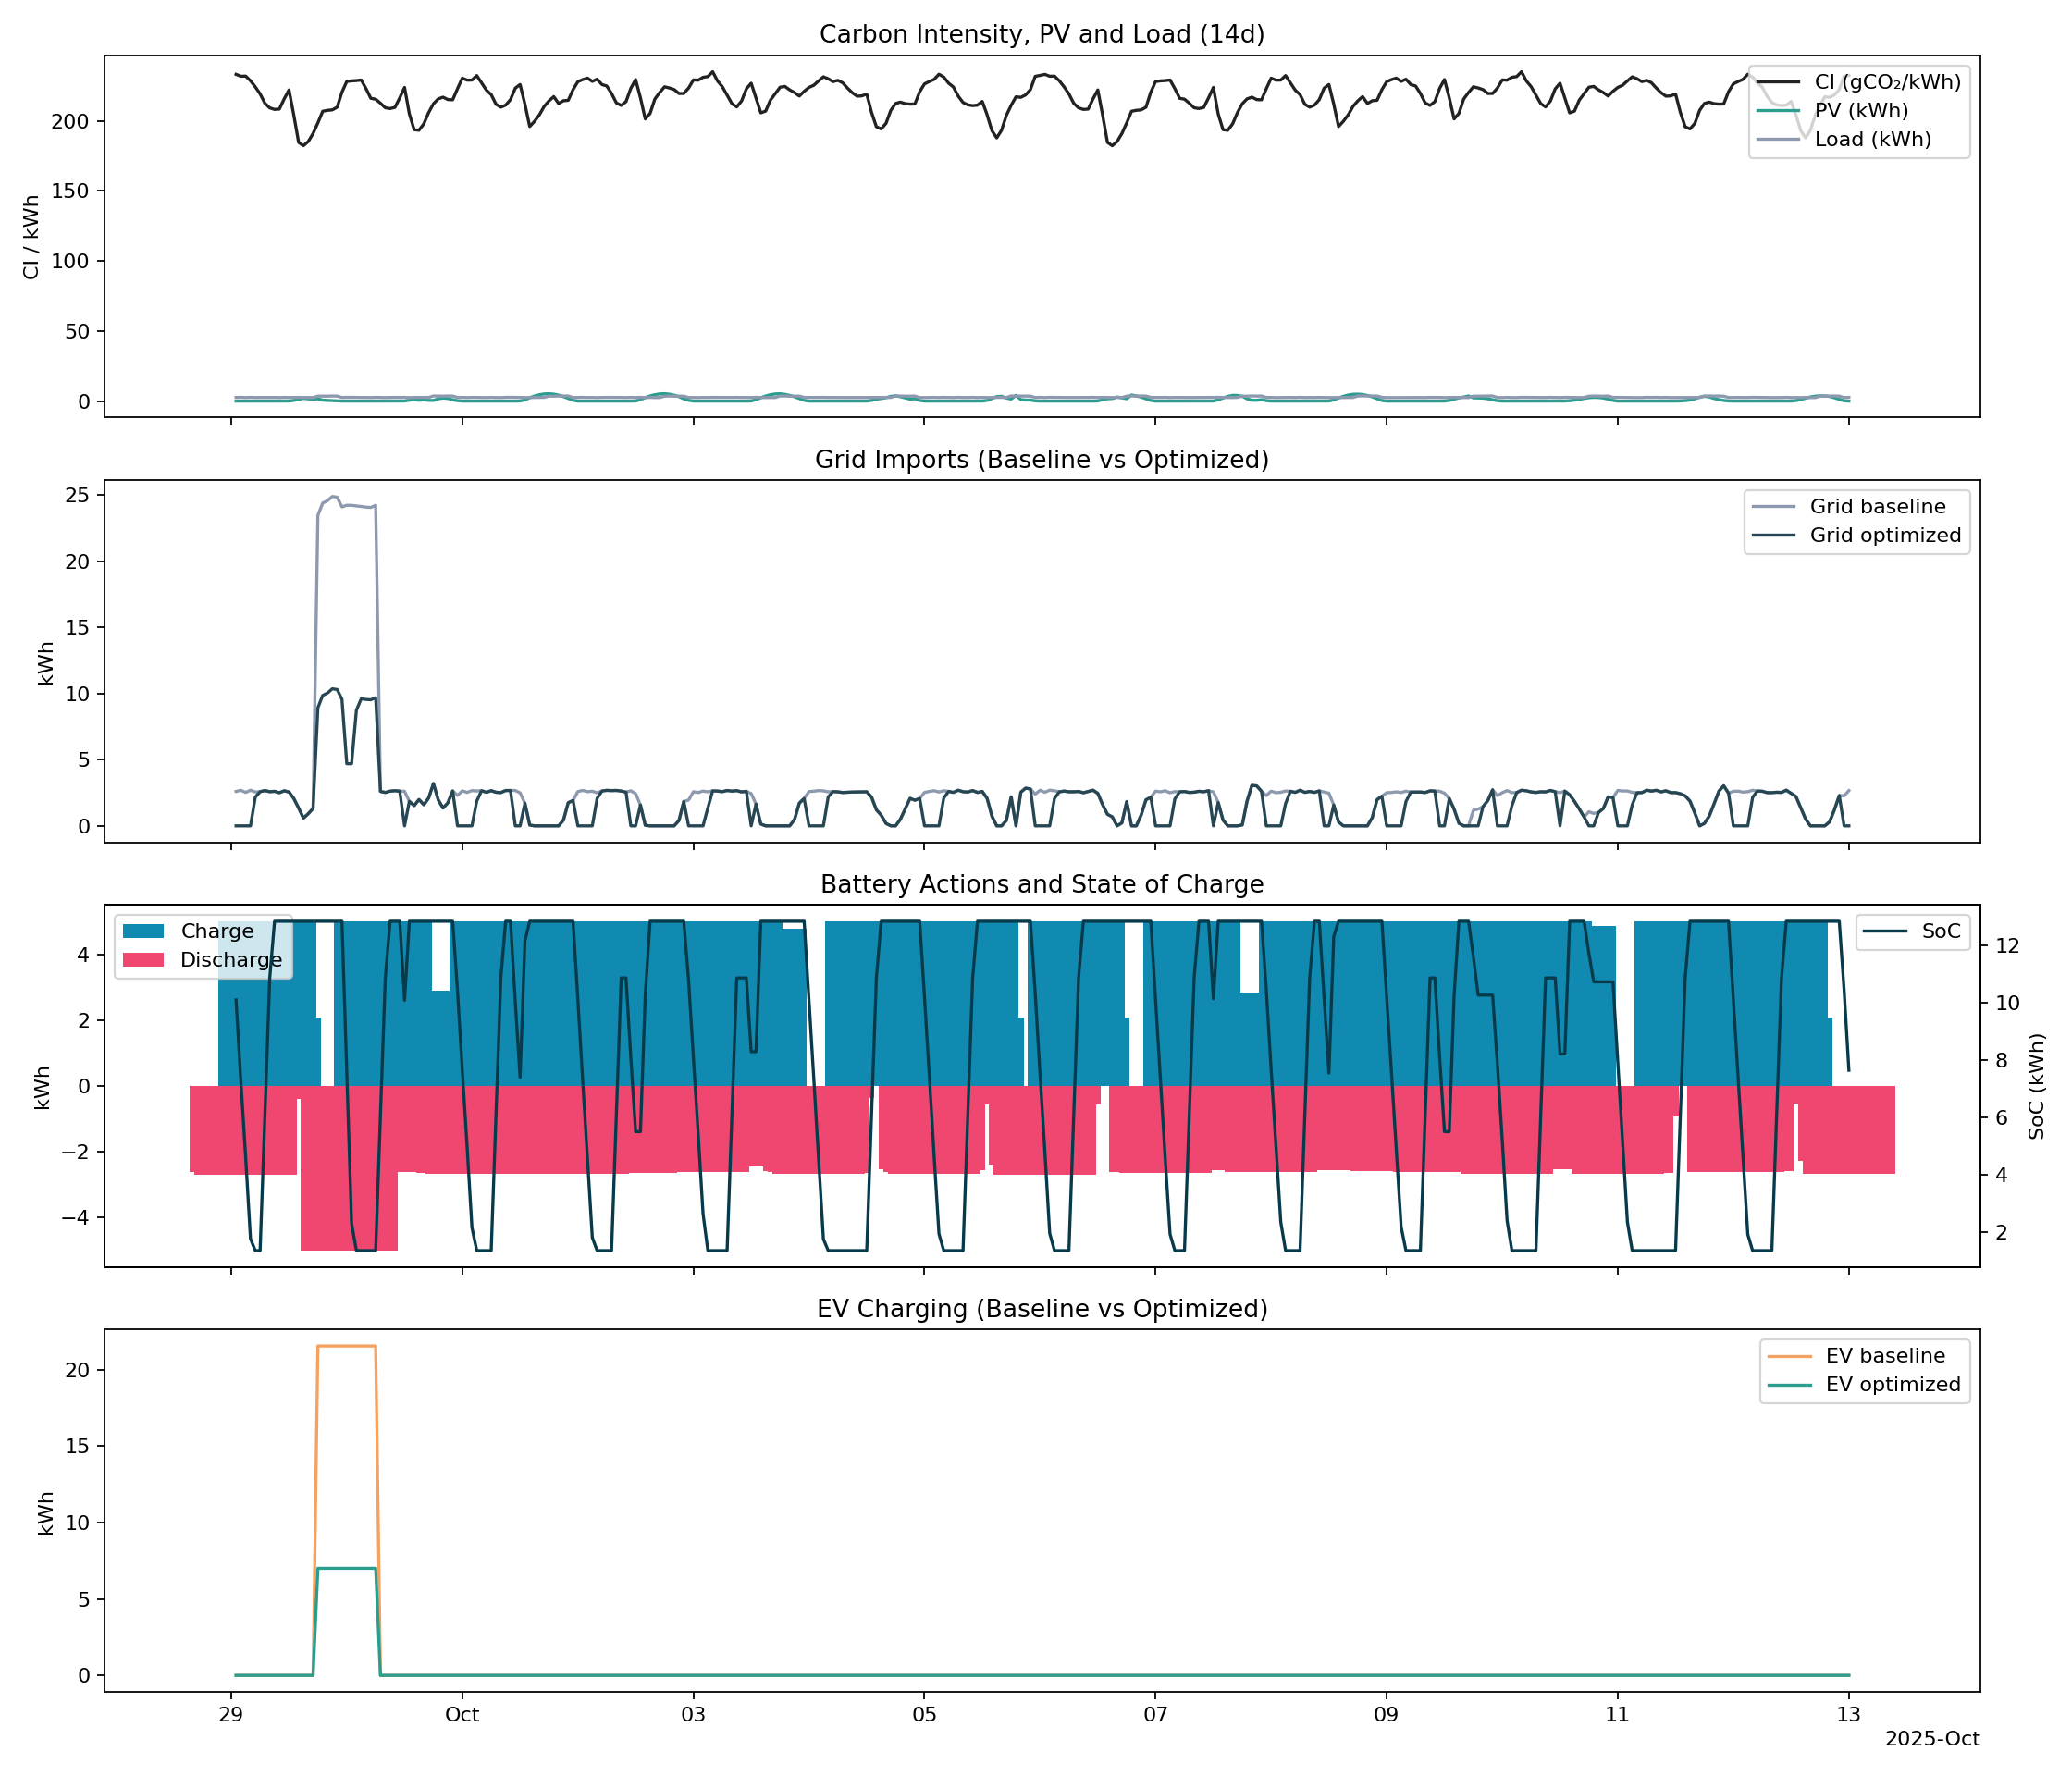 Carbon Intensity, PV and Load (14d)
CI / kWh
200
150
100
50
0
CI (gCO₂/kWh)
PV (kWh)
Load (kWh)
Grid Imports (Baseline vs Optimized)
kWh
25
20
15
10
5
0
Grid baseline
Grid optimized
Battery Actions and State of Charge
kWh
4
2
0
−2
−4
Charge
Discharge
SoC
12
10
8
6
4
2
SoC (kWh)
EV Charging (Baseline vs Optimized)
kWh
20
15
10
5
0
EV baseline
EV optimized
29 Oct 03 05 07 09 11 13
2025-Oct